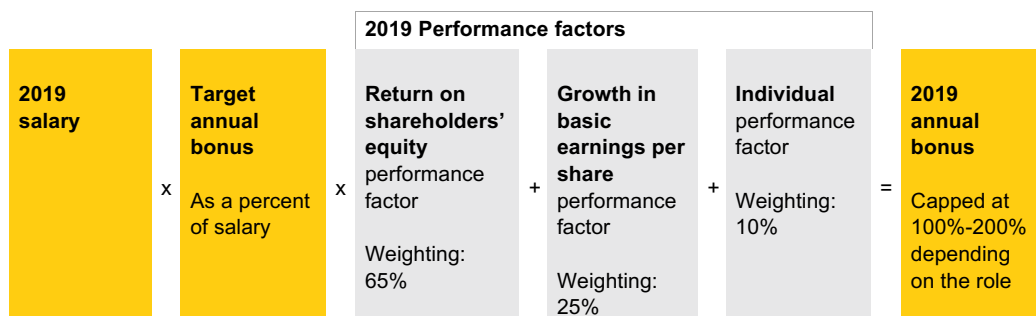 2019 Performance factors
2019
salary
x
Target
annual
bonus
As a percent
of salary
x
Return on
shareholders’
equity
performance
factor
Weighting:
65%
+
Growth in
basic
earnings per
share
performance
factor
Weighting:
25%
+
Individual
performance
factor
Weighting:
10%
=
2019
annual
bonus
Capped at
100%-200%
depending
on the role